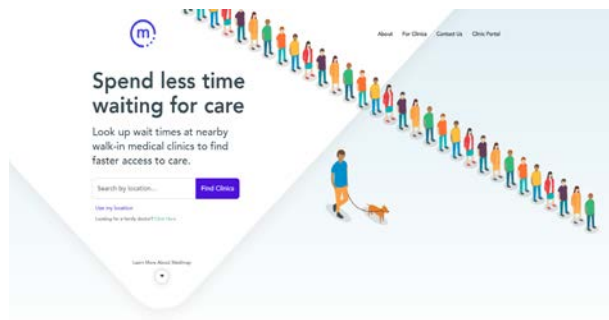 m
About For Clinics Contact Us Clinic Portal
Spend less time
waiting for care
Look up wait times at nearby
walk-in medical clinics to find
faster access to care.
Search by location... Find Clinics
Use my location
Looking for a family doctor? Click Here
Learn More About Medimap